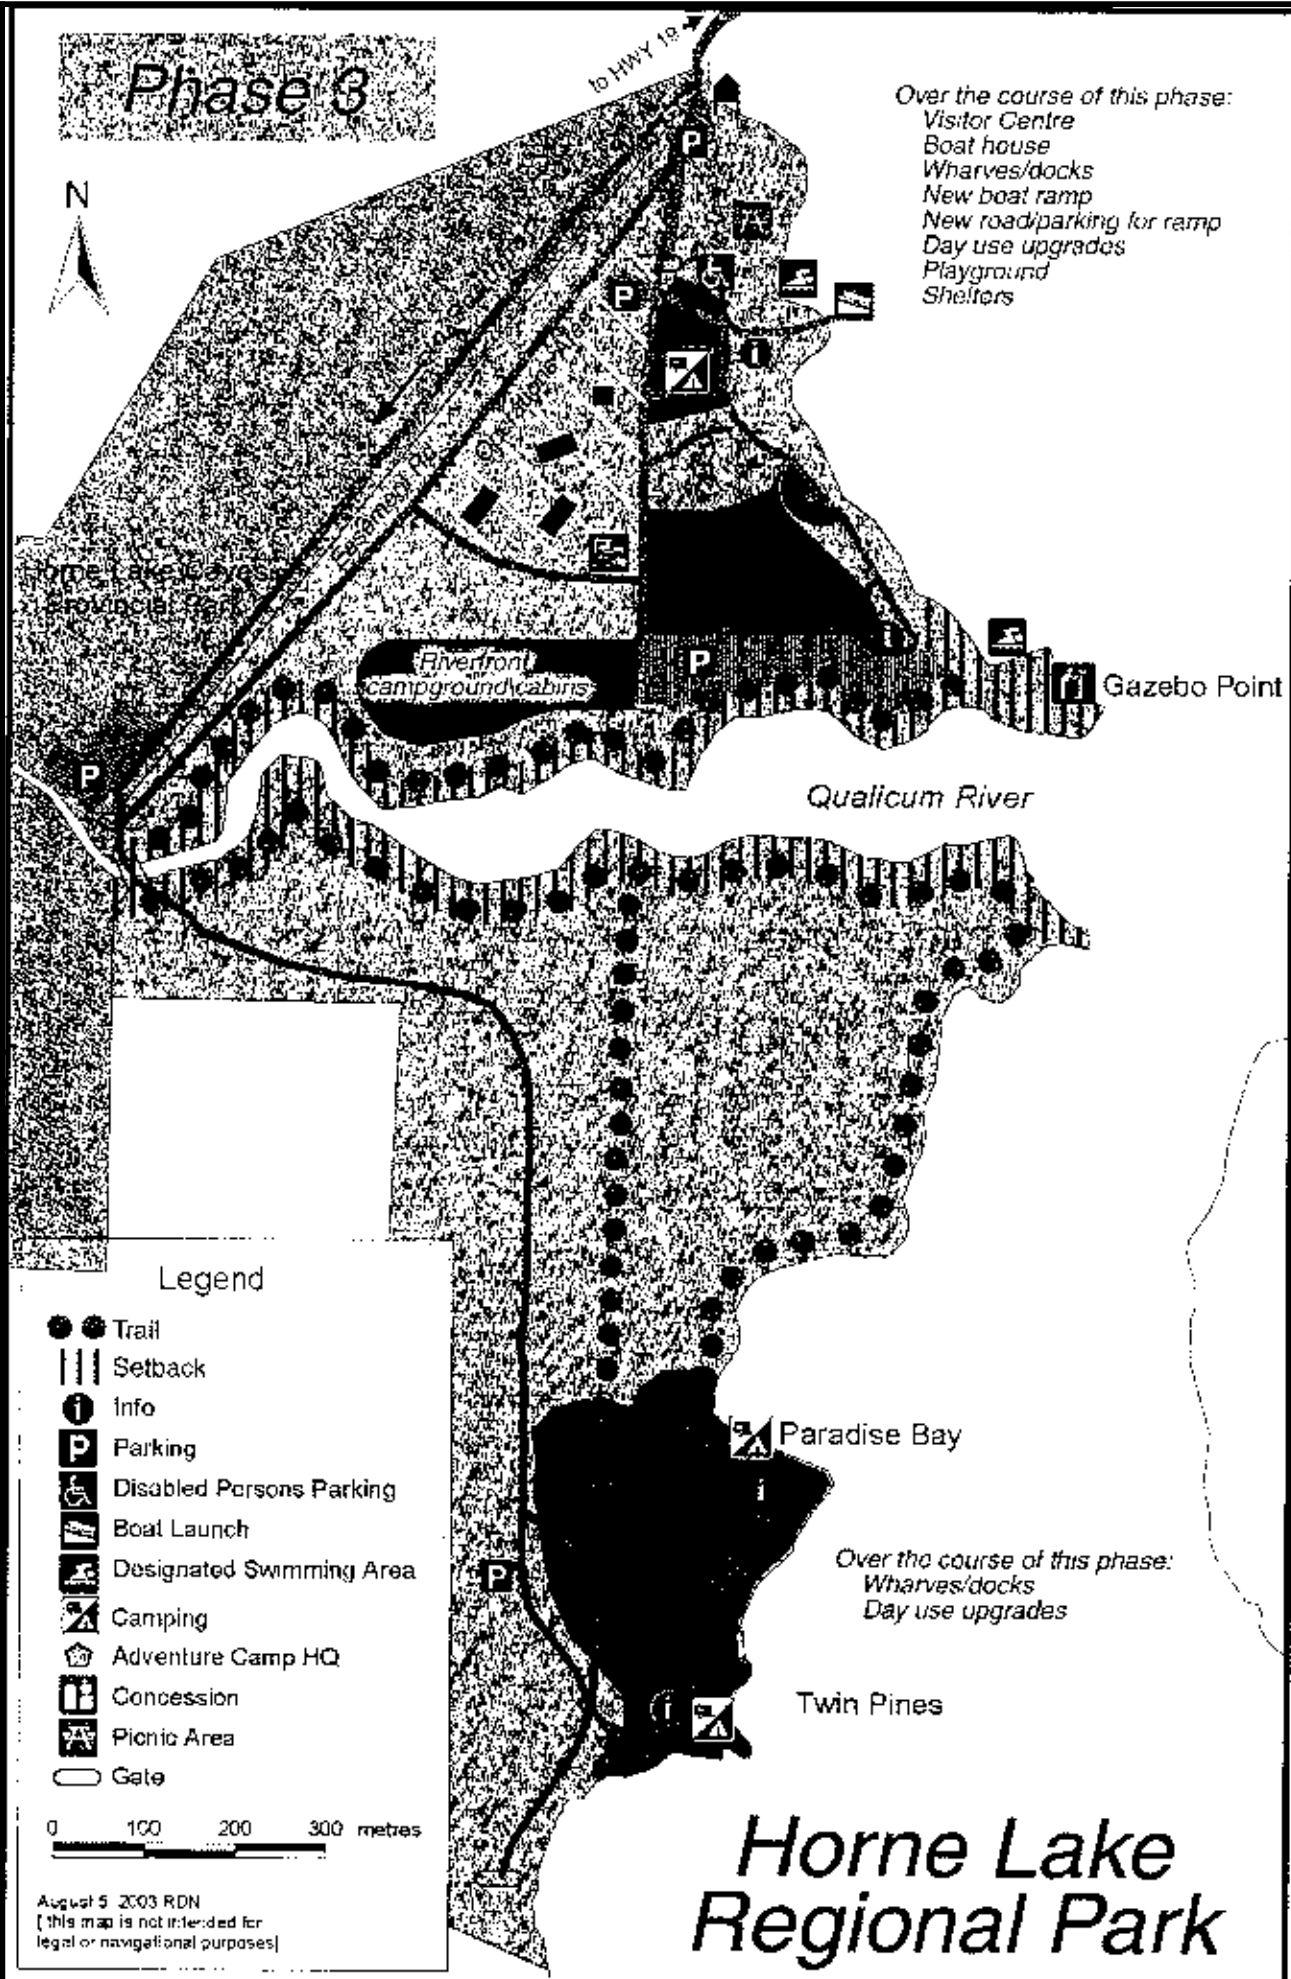 Phase 3
to HWY 19
N
Over the course of this phase:
Visitor Centre
Boat house
Wharves/docks
New boat ramp
New road/parking for ramp
Day use upgrades
Playground
Shelters
P
P
i
Easement Rd
Horne Lake Caves
Provincial Park
Riverfront
campground\cabins
P
i
Gazebo Point
P
Qualicum River
Legend
Trail
Setback
i Info
P Parking
Disabled Persons Parking
Boat Launch
Designated Swimming Area
Camping
Adventure Camp HQ
Concession
Picnic Area
Gate
0 100 200 300 metres
August 5 2003 RDN
[this map is not intended for
legal or navigational purposes]
Paradise Bay
i
Over the course of this phase:
Wharves/docks
Day use upgrades
P
i
Twin Pines
Horne Lake
Regional Park